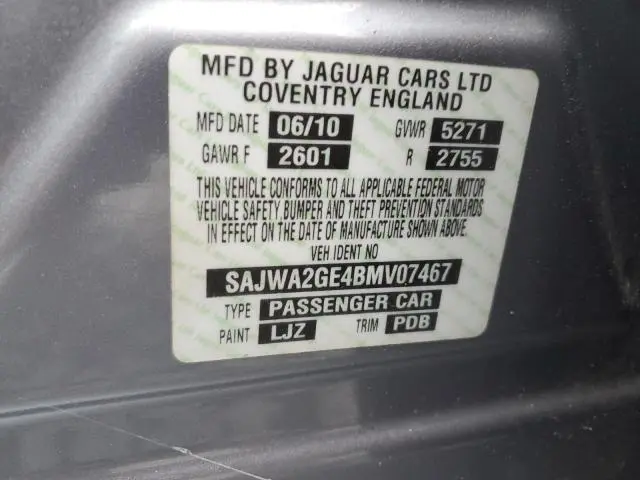 MFD BY JAGUAR CARS LTD
COVENTRY ENGLAND
MFD DATE 06/10 GVWR 5271
GAWR F 2601 R 2755
THIS VEHICLE CONFORMS TO ALL APPLICABLE FEDERAL MOTOR
VEHICLE SAFETY, BUMPER AND THEFT PREVENTION STANDARDS
IN EFFECT ON THE DATE OF MANUFACTURE SHOWN ABOVE
VEH IDENT NO
SAJWA2GE4BMV07467
TYPE PASSENGER CAR
PAINT LJZ TRIM PDB